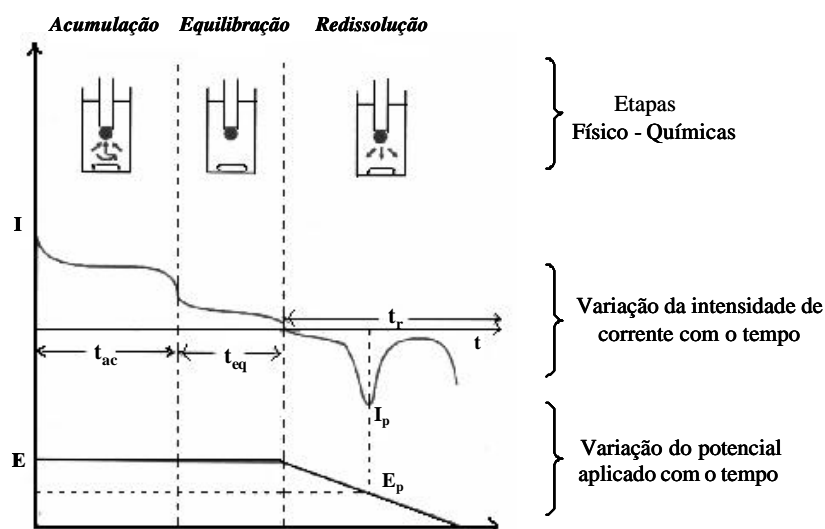 Acumulação Equilibração Redissolução
Etapas
Físico - Químicas
I
t_r
t
t_ac
t_eq
Variação da intensidade de
corrente com o tempo
I_p
E
E_p
Variação do potencial
aplicado com o tempo